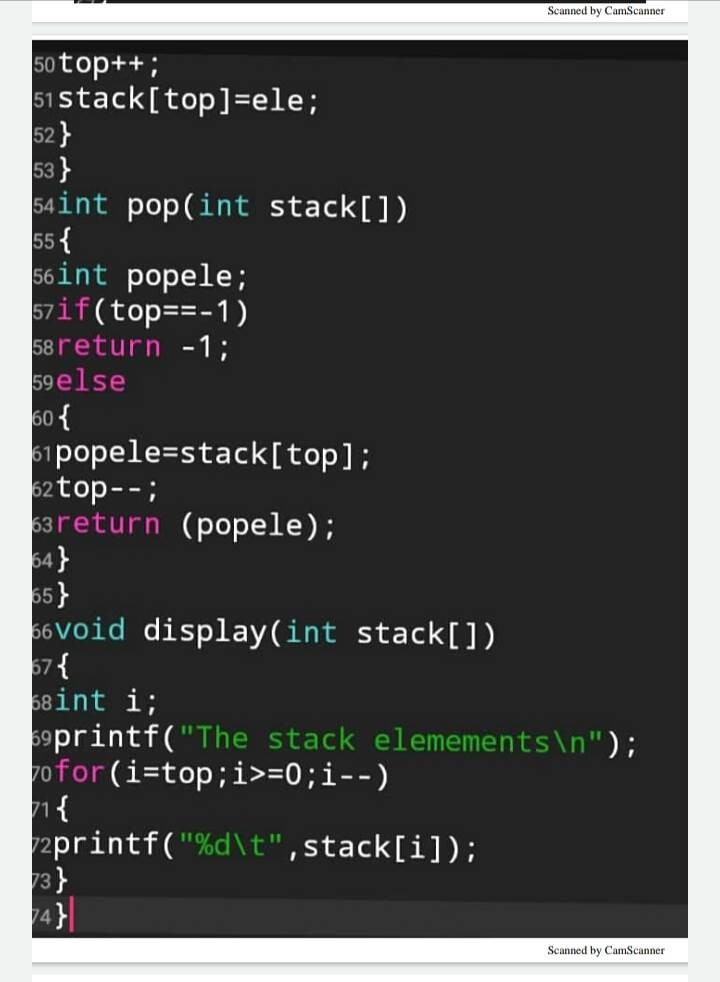 Scanned by CamScanner
50 top++;
51 stack[top]=ele;
52 }
53 }
54 int pop(int stack[])
55 {
56 int popele;
57 if(top==-1)
58 return -1;
59 else
60 {
61 popele=stack[top];
62 top--;
63 return (popele);
64 }
65 }
66 void display(int stack[])
67 {
68 int i;
69 printf("The stack elemements\n");
70 for(i=top;i>=0;i--)
71 {
72 printf("%d\t",stack[i]);
73 }
74 }
Scanned by CamScanner